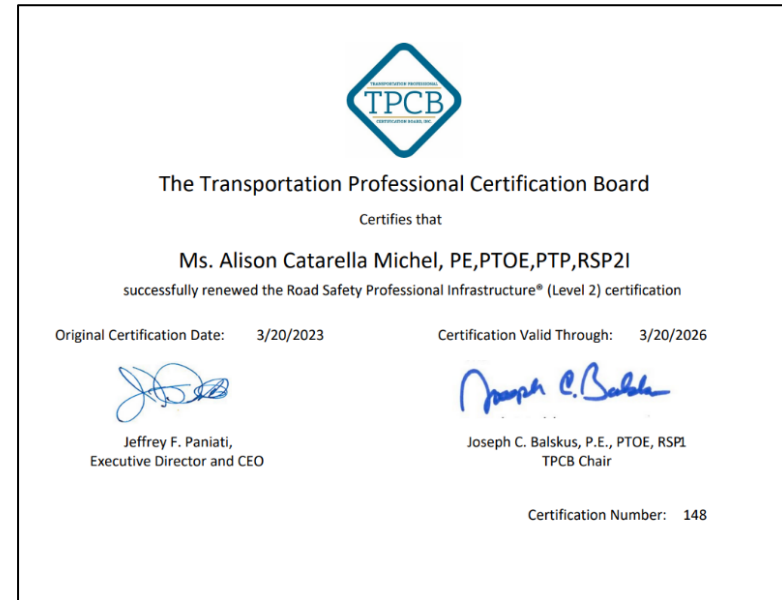 TRANSPORTATION PROFESSIONAL
TPCB
CERTIFICATION BOARD, INC
The Transportation Professional Certification Board
Certifies that
Ms. Alison Catarella Michel, PE,PTOE,PTP,RSP2I
successfully renewed the Road Safety Professional Infrastructure® (Level 2) certification
Original Certification Date: 3/20/2023 Certification Valid Through: 3/20/2026
Joseph C. Balskus
Jeffrey F. Paniati, Joseph C. Balskus, P.E., PTOE, RSP1
Executive Director and CEO TPCB Chair
Certification Number: 148